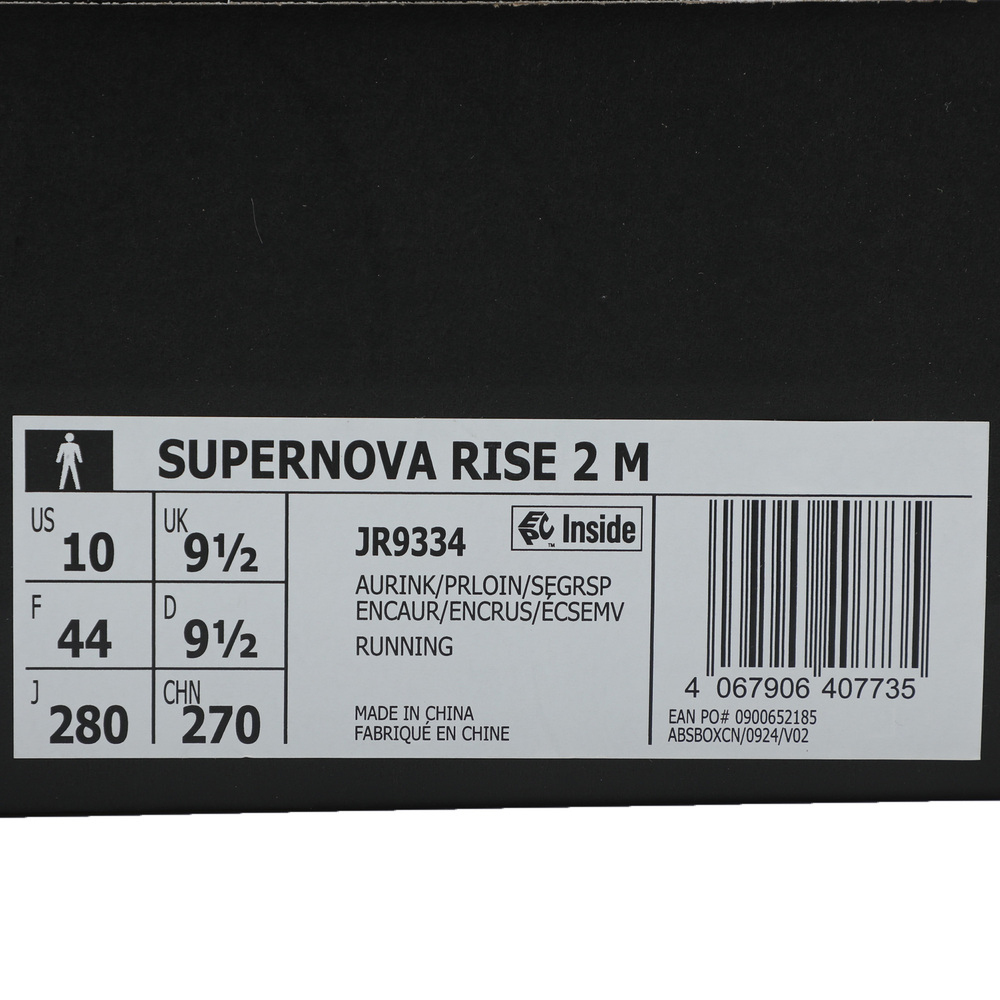 SUPERNOVA RISE 2 M
US 10
UK 9½
F 44
D 9½
J 280
CHN 270
JR9334
EPC Inside
™
AURINK/PRLOIN/SEGRSP
ENCAUR/ENCRUS/ÉCSEMV
RUNNING
MADE IN CHINA
FABRIQUÉ EN CHINE
4 067906 407735
EAN PO# 0900652185
ABSBOXCN/0924/V02